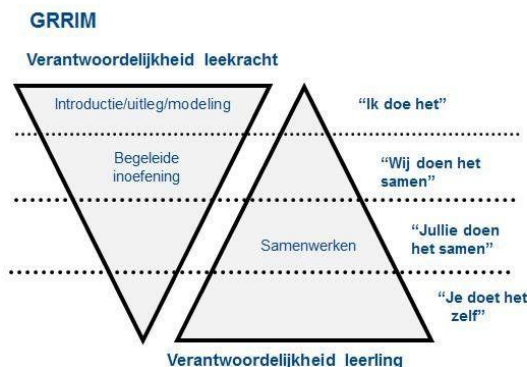 GRRIM
Verantwoordelijkheid leekracht
Introductie/uitleg/modeling
“Ik doe het”
Begeleide
inoefening
“Wij doen het
samen”
Samenwerken
“Jullie doen
het samen”
“Je doet het
zelf”
Verantwoordelijkheid leerling